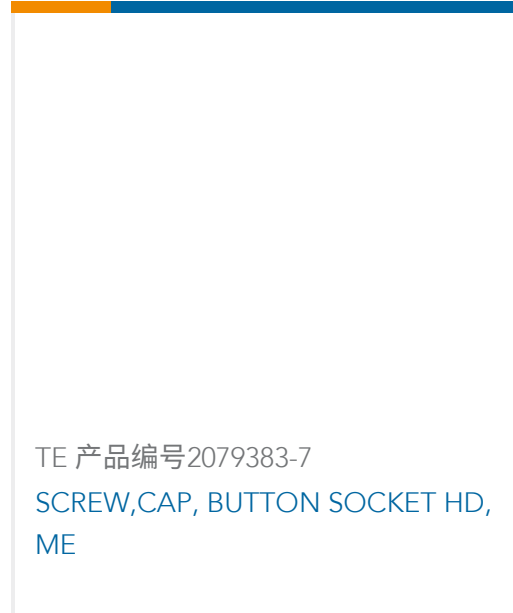 TE 产品编号2079383-7
SCREW,CAP, BUTTON SOCKET HD,
ME